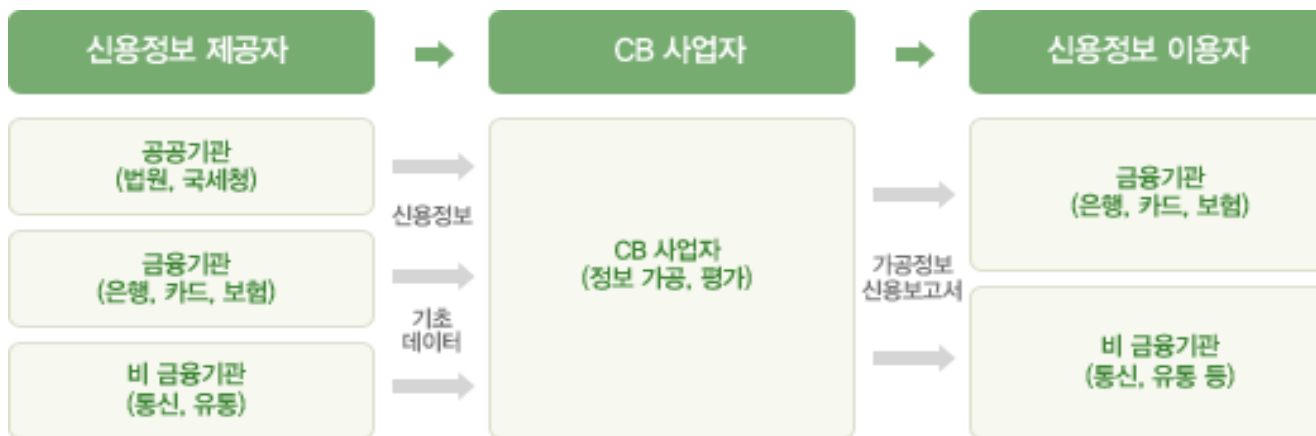 신용정보 제공자
CB 사업자
신용정보 이용자
공공기관
(법원, 국세청)
신용정보
금융기관
(은행, 카드, 보험)
기초
데이터
비 금융기관
(통신, 유통)
CB 사업자
(정보 가공, 평가)
가공정보
신용보고서
금융기관
(은행, 카드, 보험)
비 금융기관
(통신, 유통 등)